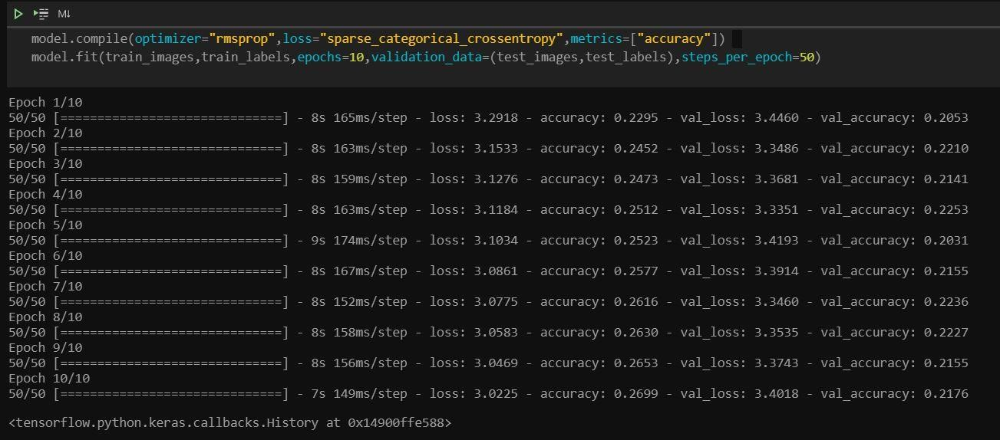 M↓
model.compile(optimizer="rmsprop",loss="sparse_categorical_crossentropy",metrics=["accuracy"])
model.fit(train_images,train_labels,epochs=10,validation_data=(test_images,test_labels),steps_per_epoch=50)
Epoch 1/10
50/50 [==============================] - 8s 165ms/step - loss: 3.2918 - accuracy: 0.2295 - val_loss: 3.4460 - val_accuracy: 0.2053
Epoch 2/10
50/50 [==============================] - 8s 163ms/step - loss: 3.1533 - accuracy: 0.2452 - val_loss: 3.3486 - val_accuracy: 0.2210
Epoch 3/10
50/50 [==============================] - 8s 159ms/step - loss: 3.1276 - accuracy: 0.2473 - val_loss: 3.3681 - val_accuracy: 0.2141
Epoch 4/10
50/50 [==============================] - 8s 163ms/step - loss: 3.1184 - accuracy: 0.2512 - val_loss: 3.3351 - val_accuracy: 0.2253
Epoch 5/10
50/50 [==============================] - 9s 174ms/step - loss: 3.1034 - accuracy: 0.2523 - val_loss: 3.4193 - val_accuracy: 0.2031
Epoch 6/10
50/50 [==============================] - 8s 167ms/step - loss: 3.0861 - accuracy: 0.2577 - val_loss: 3.3914 - val_accuracy: 0.2155
Epoch 7/10
50/50 [==============================] - 8s 152ms/step - loss: 3.0775 - accuracy: 0.2616 - val_loss: 3.3460 - val_accuracy: 0.2236
Epoch 8/10
50/50 [==============================] - 8s 158ms/step - loss: 3.0583 - accuracy: 0.2630 - val_loss: 3.3535 - val_accuracy: 0.2227
Epoch 9/10
50/50 [==============================] - 8s 156ms/step - loss: 3.0469 - accuracy: 0.2653 - val_loss: 3.3743 - val_accuracy: 0.2155
Epoch 10/10
50/50 [==============================] - 7s 149ms/step - loss: 3.0225 - accuracy: 0.2699 - val_loss: 3.4018 - val_accuracy: 0.2176
<tensorflow.python.keras.callbacks.History at 0x14900ffe588>